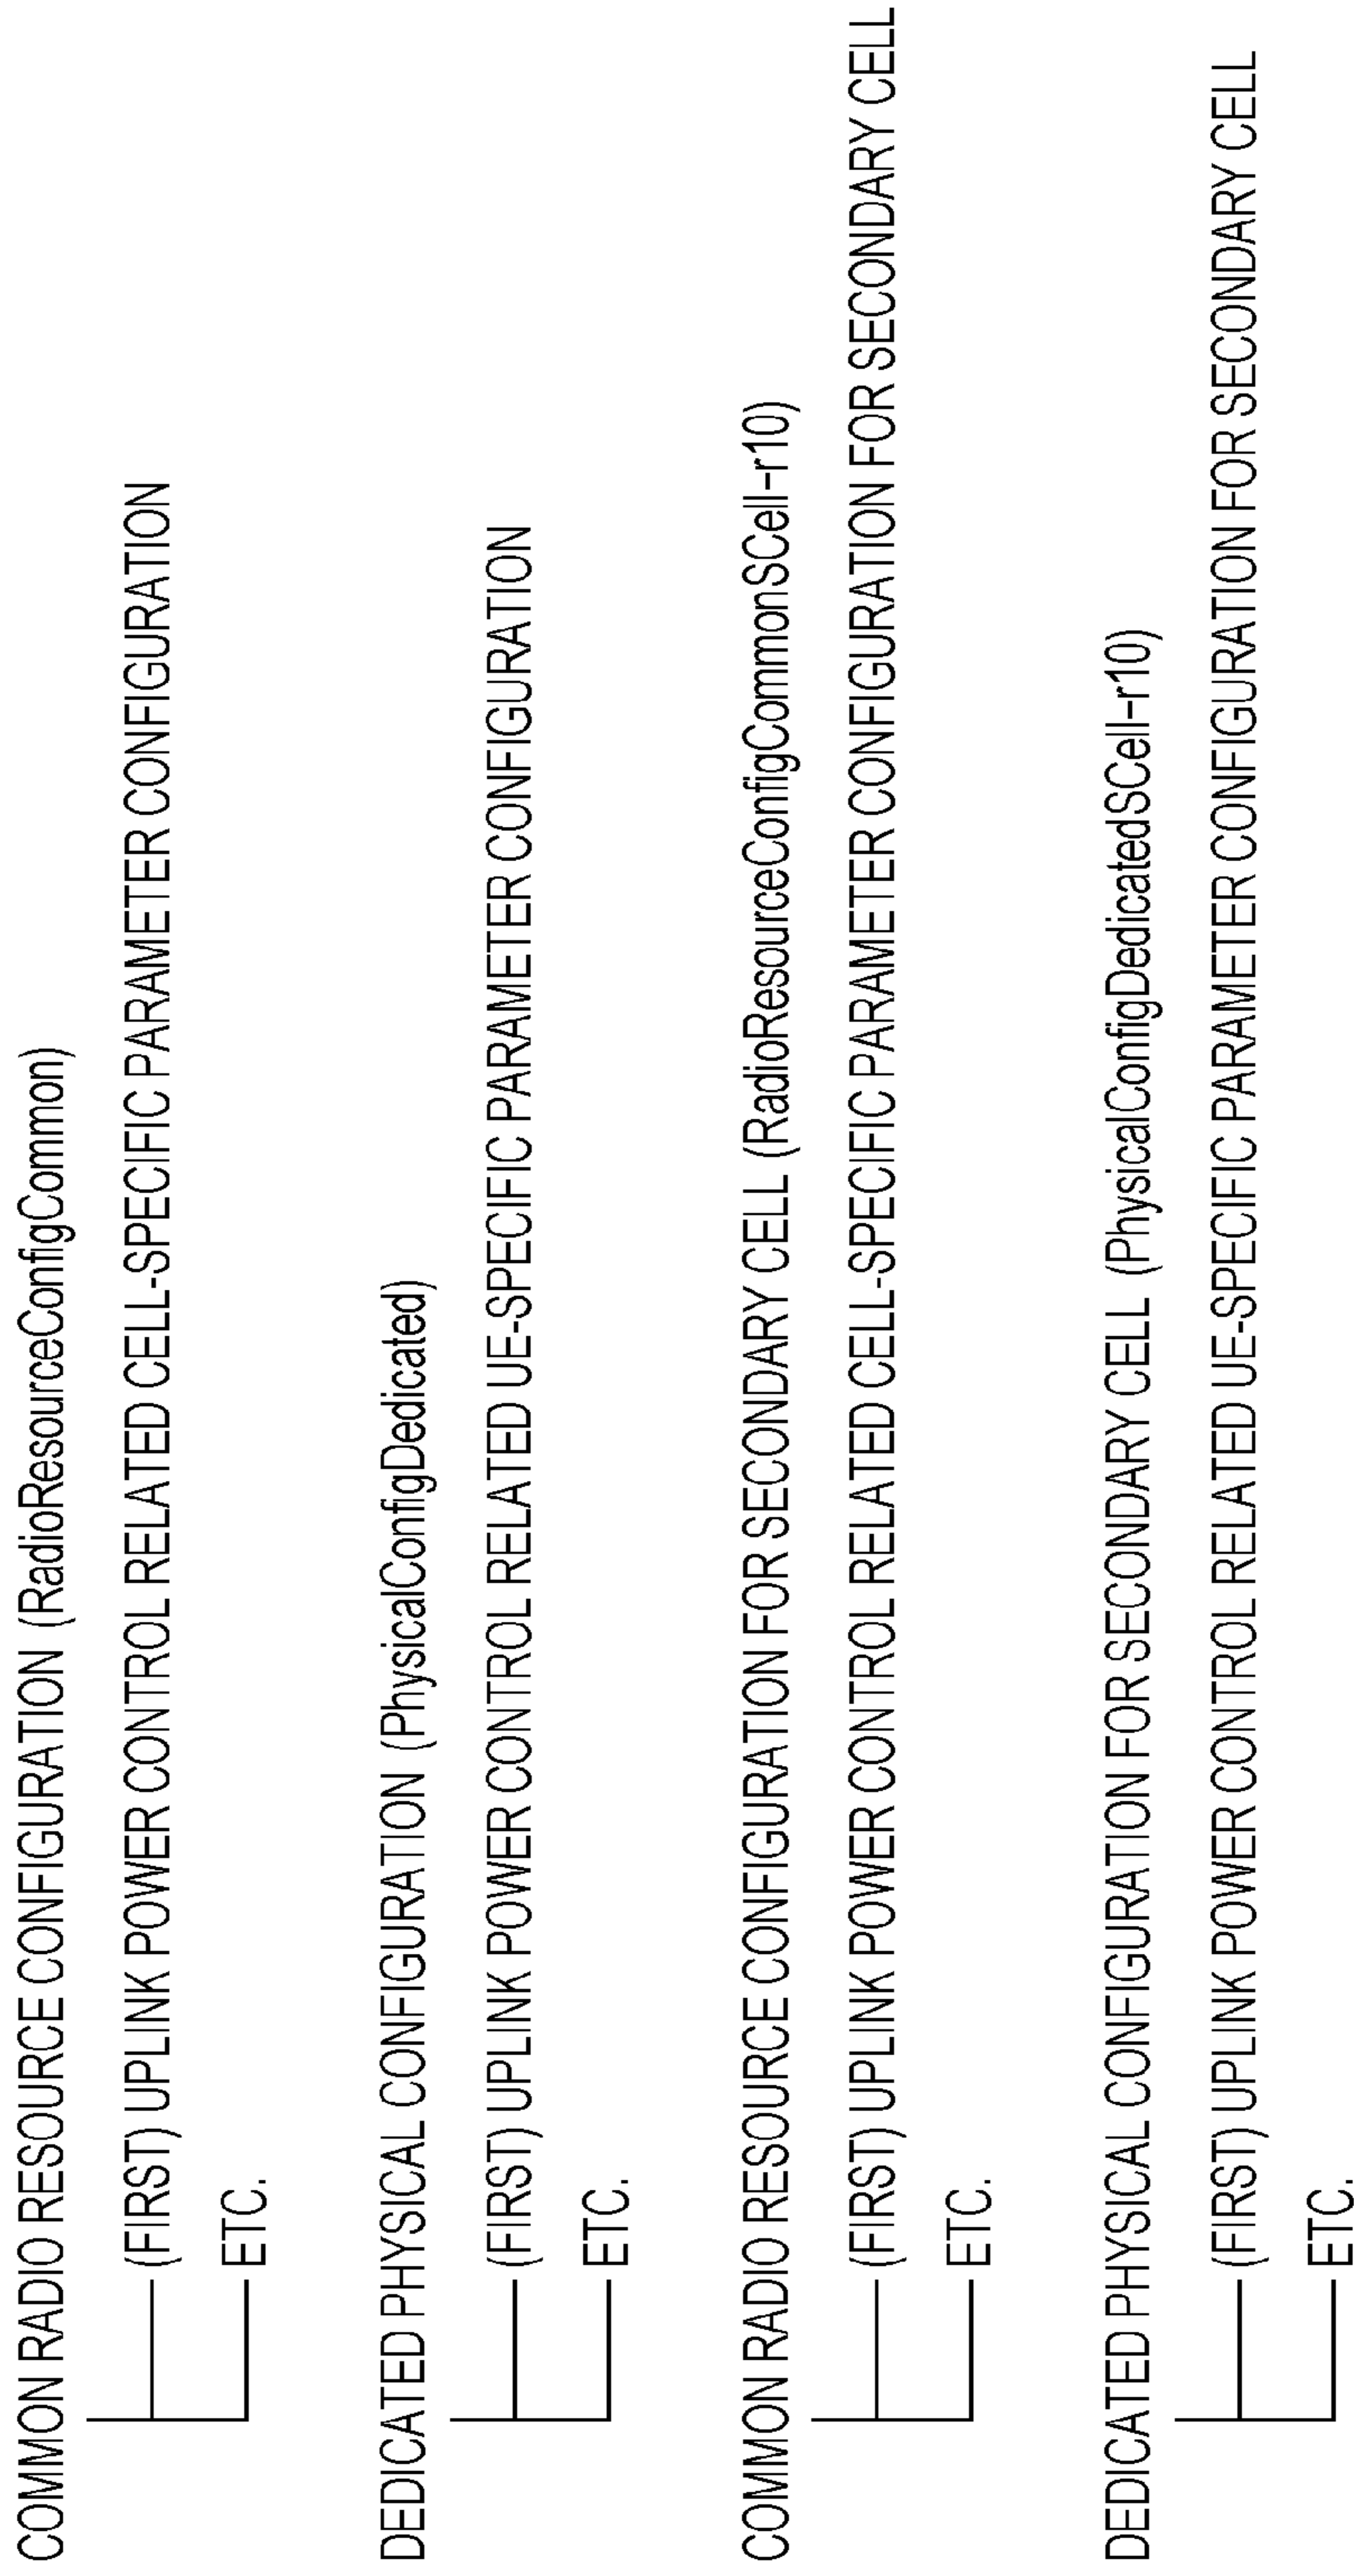 COMMON RADIO RESOURCE CONFIGURATION (RadioResourceConfigCommon)
(FIRST) UPLINK POWER CONTROL RELATED CELL-SPECIFIC PARAMETER CONFIGURATION
ETC.
DEDICATED PHYSICAL CONFIGURATION (PhysicalConfigDedicated)
(FIRST) UPLINK POWER CONTROL RELATED UE-SPECIFIC PARAMETER CONFIGURATION
ETC.
COMMON RADIO RESOURCE CONFIGURATION FOR SECONDARY CELL (RadioResourceConfigCommonSCell-r10)
(FIRST) UPLINK POWER CONTROL RELATED CELL-SPECIFIC PARAMETER CONFIGURATION FOR SECONDARY CELL
ETC.
DEDICATED PHYSICAL CONFIGURATION FOR SECONDARY CELL (PhysicalConfigDedicatedSCell-r10)
(FIRST) UPLINK POWER CONTROL RELATED UE-SPECIFIC PARAMETER CONFIGURATION FOR SECONDARY CELL
ETC.